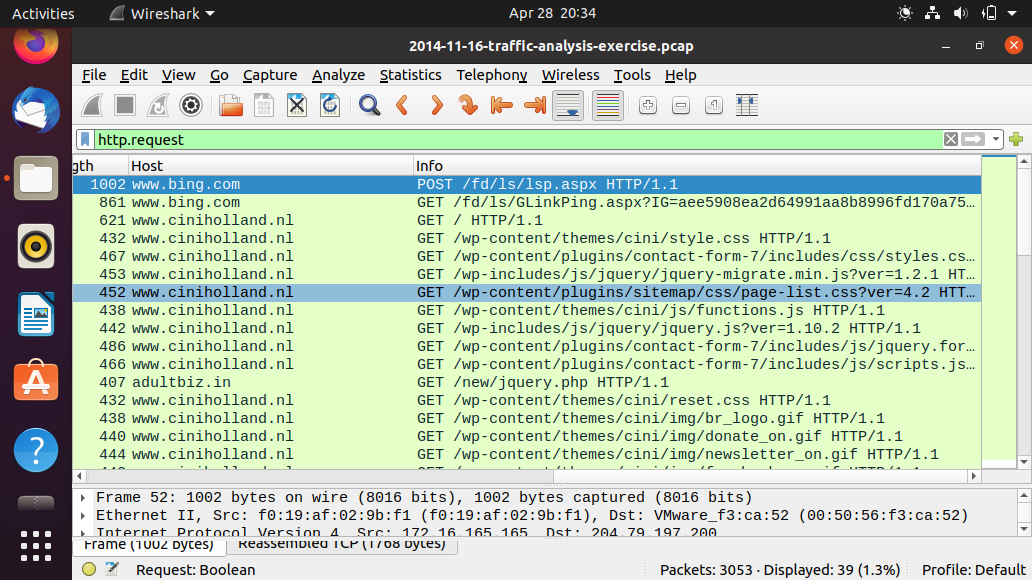 Activities Wireshark Apr 28 20:34
2014-11-16-traffic-analysis-exercise.pcap
File Edit View Go Capture Analyze Statistics Telephony Wireless Tools Help
http.request
gth Host Info
1002 www.bing.com POST /fd/ls/lsp.aspx HTTP/1.1
861 www.bing.com GET /fd/ls/GLinkPing.aspx?IG=aee5908ea2d64991aa8b8996fd170a75…
621 www.ciniholland.nl GET / HTTP/1.1
432 www.ciniholland.nl GET /wp-content/themes/cini/style.css HTTP/1.1
467 www.ciniholland.nl GET /wp-content/plugins/contact-form-7/includes/css/styles.cs…
453 www.ciniholland.nl GET /wp-includes/js/jquery/jquery-migrate.min.js?ver=1.2.1 HT…
452 www.ciniholland.nl GET /wp-content/plugins/sitemap/css/page-list.css?ver=4.2 HTT…
438 www.ciniholland.nl GET /wp-content/themes/cini/js/functions.js HTTP/1.1
442 www.ciniholland.nl GET /wp-includes/js/jquery/jquery.js?ver=1.10.2 HTTP/1.1
486 www.ciniholland.nl GET /wp-content/plugins/contact-form-7/includes/js/jquery.for…
466 www.ciniholland.nl GET /wp-content/plugins/contact-form-7/includes/js/scripts.js…
407 adultbiz.in GET /new/jquery.php HTTP/1.1
432 www.ciniholland.nl GET /wp-content/themes/cini/reset.css HTTP/1.1
438 www.ciniholland.nl GET /wp-content/themes/cini/img/br_logo.gif HTTP/1.1
440 www.ciniholland.nl GET /wp-content/themes/cini/img/donate_on.gif HTTP/1.1
444 www.ciniholland.nl GET /wp-content/themes/cini/img/newsletter_on.gif HTTP/1.1
Frame 52: 1002 bytes on wire (8016 bits), 1002 bytes captured (8016 bits)
Ethernet II, Src: f0:19:af:02:9b:f1 (f0:19:af:02:9b:f1), Dst: VMware_f3:ca:52 (00:50:56:f3:ca:52)
Internet Protocol Version 4, Src: 172.16.165.165, Dst: 204.79.197.200
Frame (1002 bytes) Reassembled TCP (1768 bytes)
Request: Boolean Packets: 3053 · Displayed: 39 (1.3%) Profile: Default